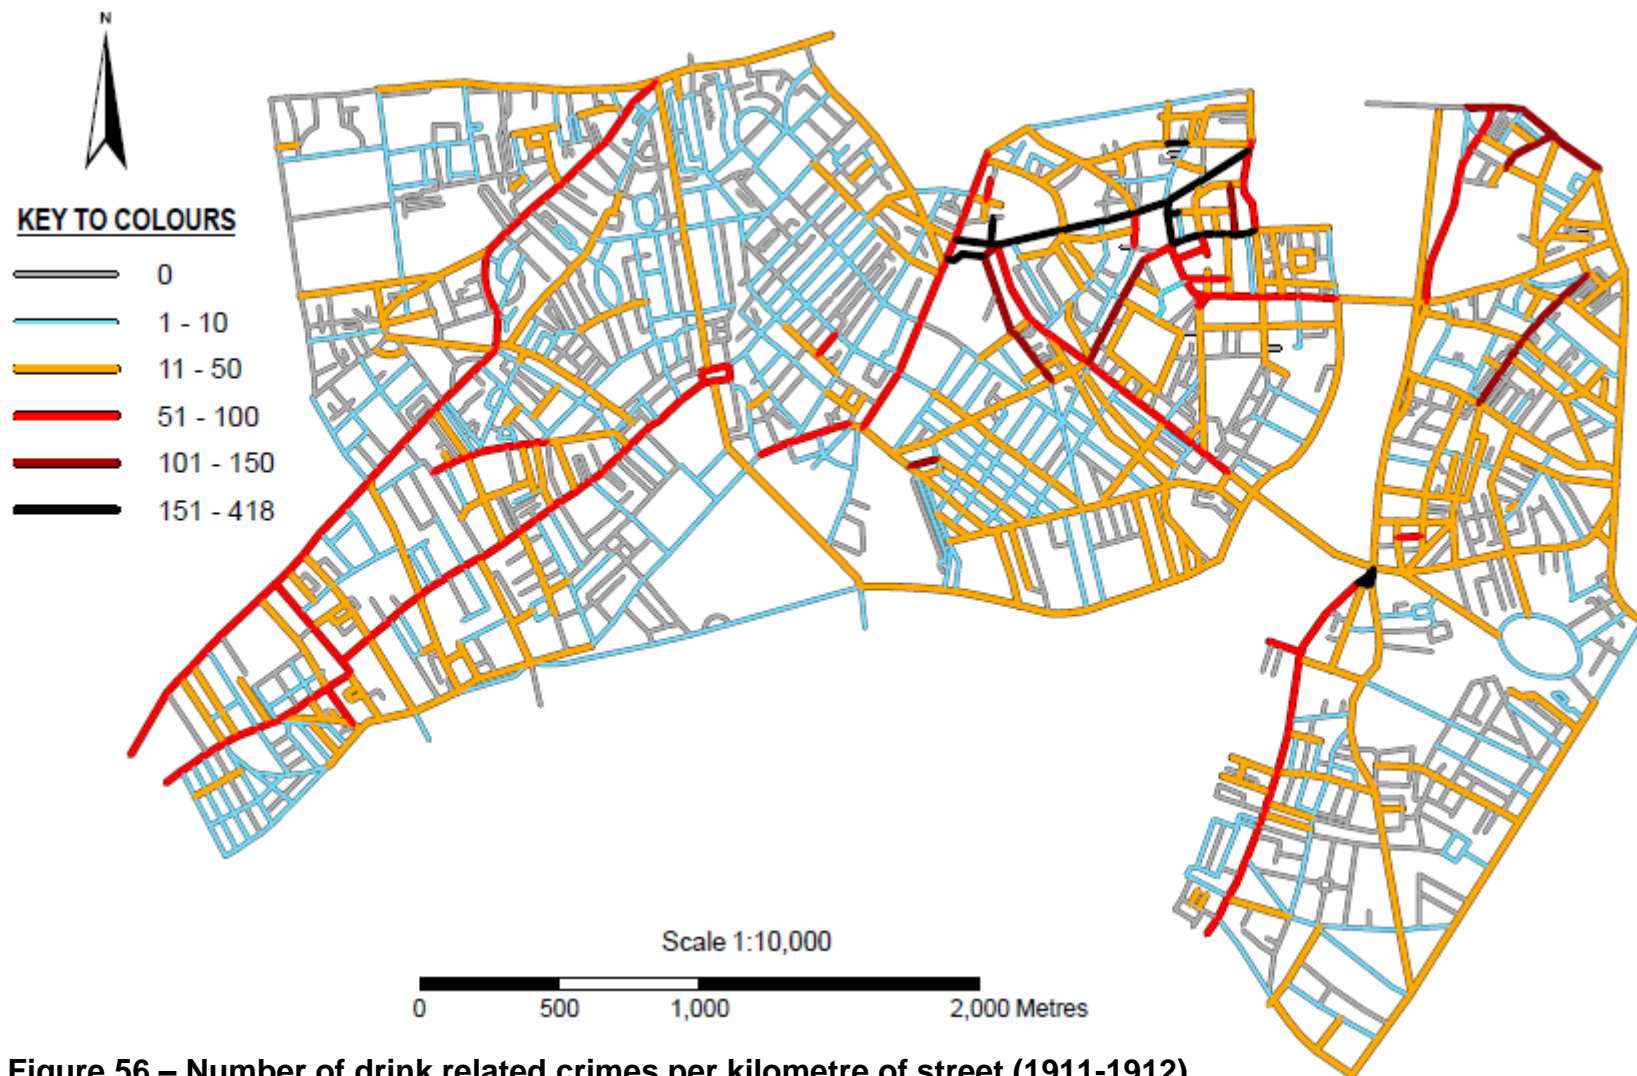 N
KEY TO COLOURS
0
1 - 10
11 - 50
51 - 100
101 - 150
151 - 418
Scale 1:10,000
0 500 1,000 2,000 Metres
Figure 56 – Number of drink related crimes per kilometre of street (1911-1912)